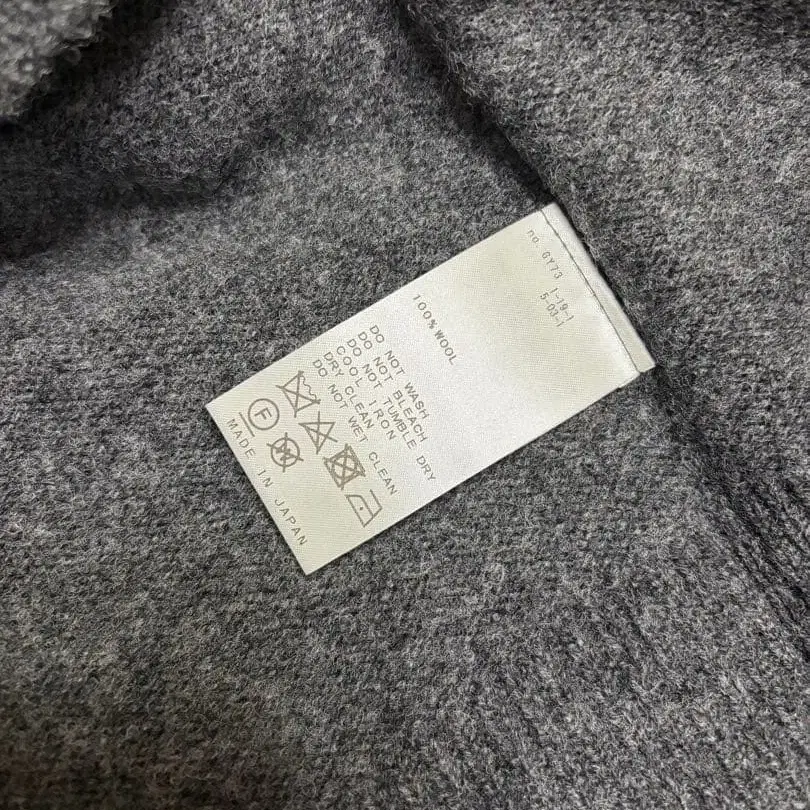 no. GY73
1-19-1
5-03-1
100% WOOL
DO NOT WASH
DO NOT BLEACH
DO NOT TUMBLE DRY
COOL IRON
DRY CLEAN
DO NOT WET CLEAN
F
W
MADE IN JAPAN